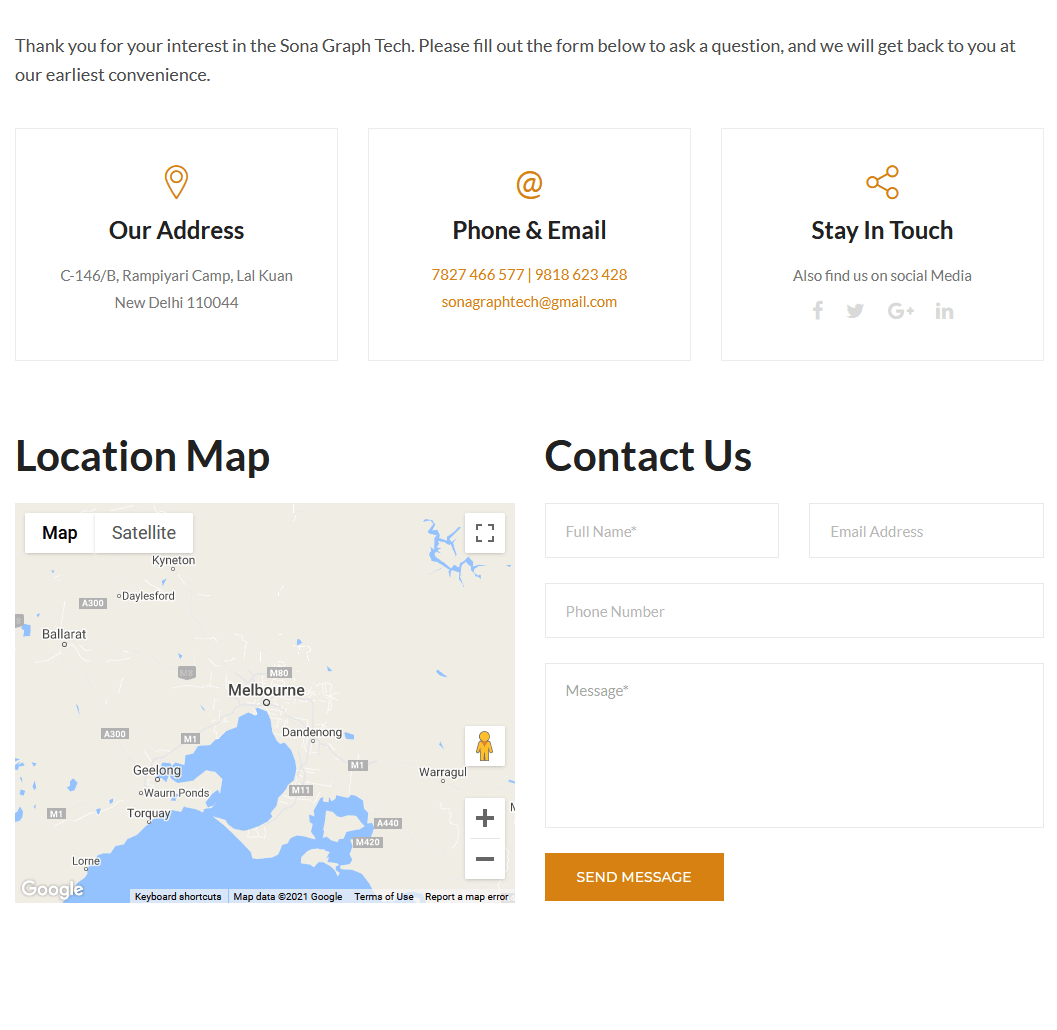 Thank you for your interest in the Sona Graph Tech. Please fill out the form below to ask a question, and we will get back to you at
our earliest convenience.
@
Our Address
C-146/B, Rampiyari Camp, Lal Kuan
New Delhi 110044
Phone & Email
7827 466 577 | 9818 623 428
sonagraphtech@gmail.com
Stay In Touch
Also find us on social Media
Location Map
Map Satellite
Kyneton
Daylesford
A300
Ballarat
M8
M80
Melbourne
A300
M1
Dandenong
Geelong
M1
Warragul
Waurn Ponds
M11
M1
Torquay
A440
M420
Lorne
Google
Keyboard shortcuts Map data ©2021 Google Terms of Use Report a map error
Contact Us
Full Name*
Email Address
Phone Number
Message*
SEND MESSAGE